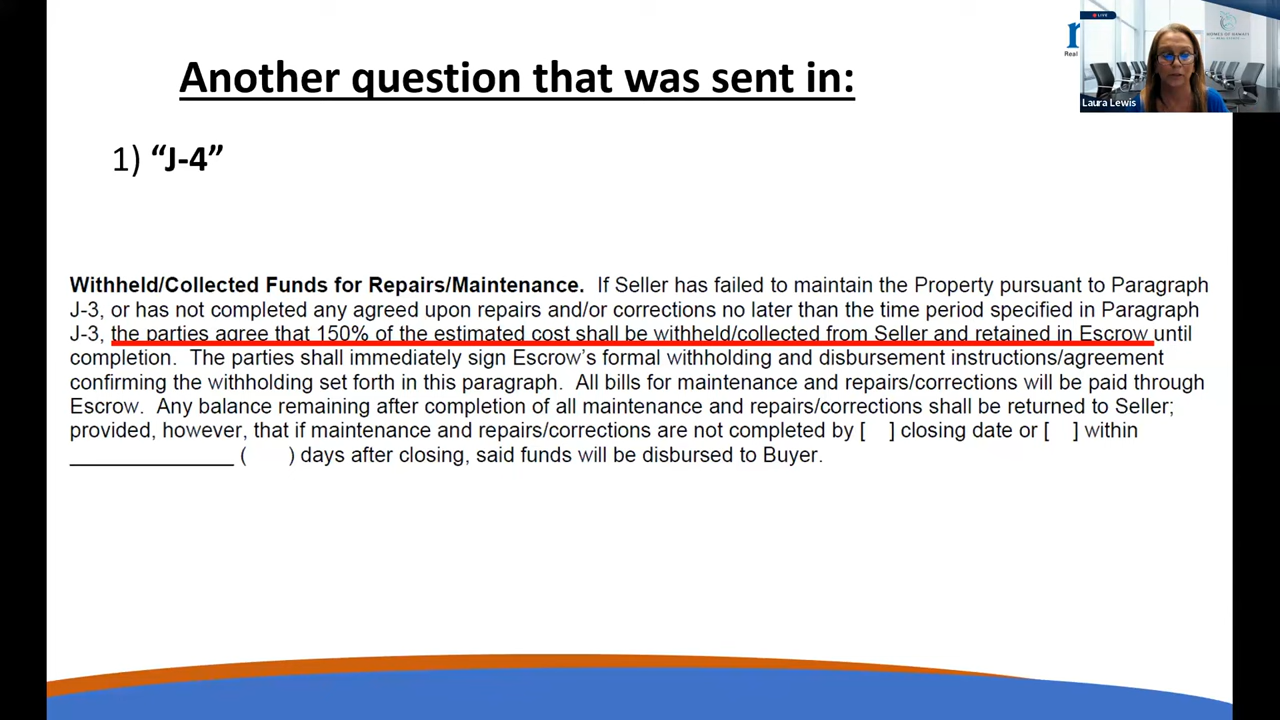 Another question that was sent in:
1) “J-4”
Withheld/Collected Funds for Repairs/Maintenance. If Seller has failed to maintain the Property pursuant to Paragraph
J-3, or has not completed any agreed upon repairs and/or corrections no later than the time period specified in Paragraph
J-3, the parties agree that 150% of the estimated cost shall be withheld/collected from Seller and retained in Escrow until
completion. The parties shall immediately sign Escrow’s formal withholding and disbursement instructions/agreement
confirming the withholding set forth in this paragraph. All bills for maintenance and repairs/corrections will be paid through
Escrow. Any balance remaining after completion of all maintenance and repairs/corrections shall be returned to Seller;
provided, however, that if maintenance and repairs/corrections are not completed by [ ] closing date or [ ] within
_______________ ( ) days after closing, said funds will be disbursed to Buyer.
Real
LIVE
Laura Lewis